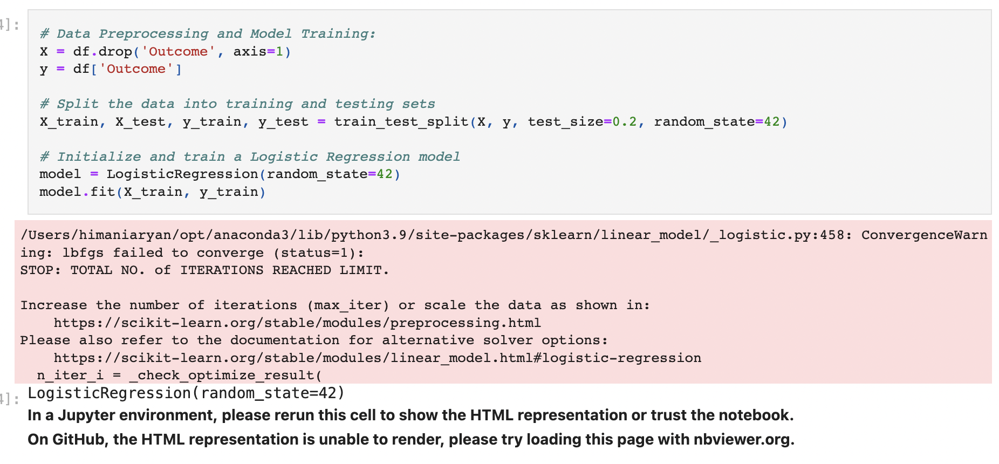 4]:
# Data Preprocessing and Model Training:
X = df.drop('Outcome', axis=1)
y = df['Outcome']
# Split the data into training and testing sets
X_train, X_test, y_train, y_test = train_test_split(X, y, test_size=0.2, random_state=42)
# Initialize and train a Logistic Regression model
model = LogisticRegression(random_state=42)
model.fit(X_train, y_train)
/Users/himaniaryan/opt/anaconda3/lib/python3.9/site-packages/sklearn/linear_model/_logistic.py:458: ConvergenceWarn
ing: lbfgs failed to converge (status=1):
STOP: TOTAL NO. of ITERATIONS REACHED LIMIT.
Increase the number of iterations (max_iter) or scale the data as shown in:
    https://scikit-learn.org/stable/modules/preprocessing.html
Please also refer to the documentation for alternative solver options:
    https://scikit-learn.org/stable/modules/linear_model.html#logistic-regression
  n_iter_i = _check_optimize_result(
4]:
LogisticRegression(random_state=42)
In a Jupyter environment, please rerun this cell to show the HTML representation or trust the notebook.
On GitHub, the HTML representation is unable to render, please try loading this page with nbviewer.org.